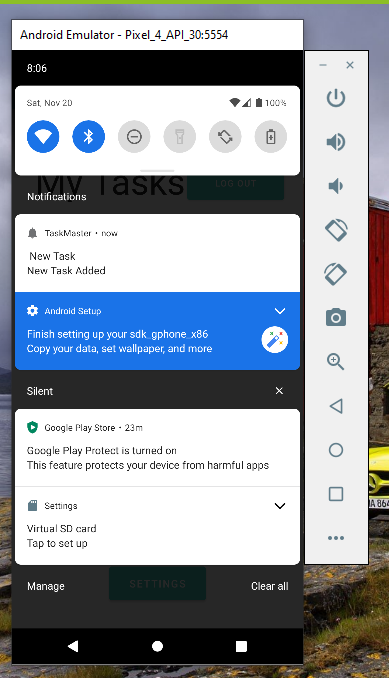 Android Emulator - Pixel_4_API_30:5554
8:06
Sat, Nov 20
100%
My Tasks
LOG OUT
Notifications
TaskMaster • now
New Task
New Task Added
Android Setup
Finish setting up your sdk_gphone_x86
Copy your data, set wallpaper, and more
Silent
Google Play Store • 23m
Google Play Protect is turned on
This feature protects your device from harmful apps
Settings
Virtual SD card
Tap to set up
Manage
SETTINGS
Clear all